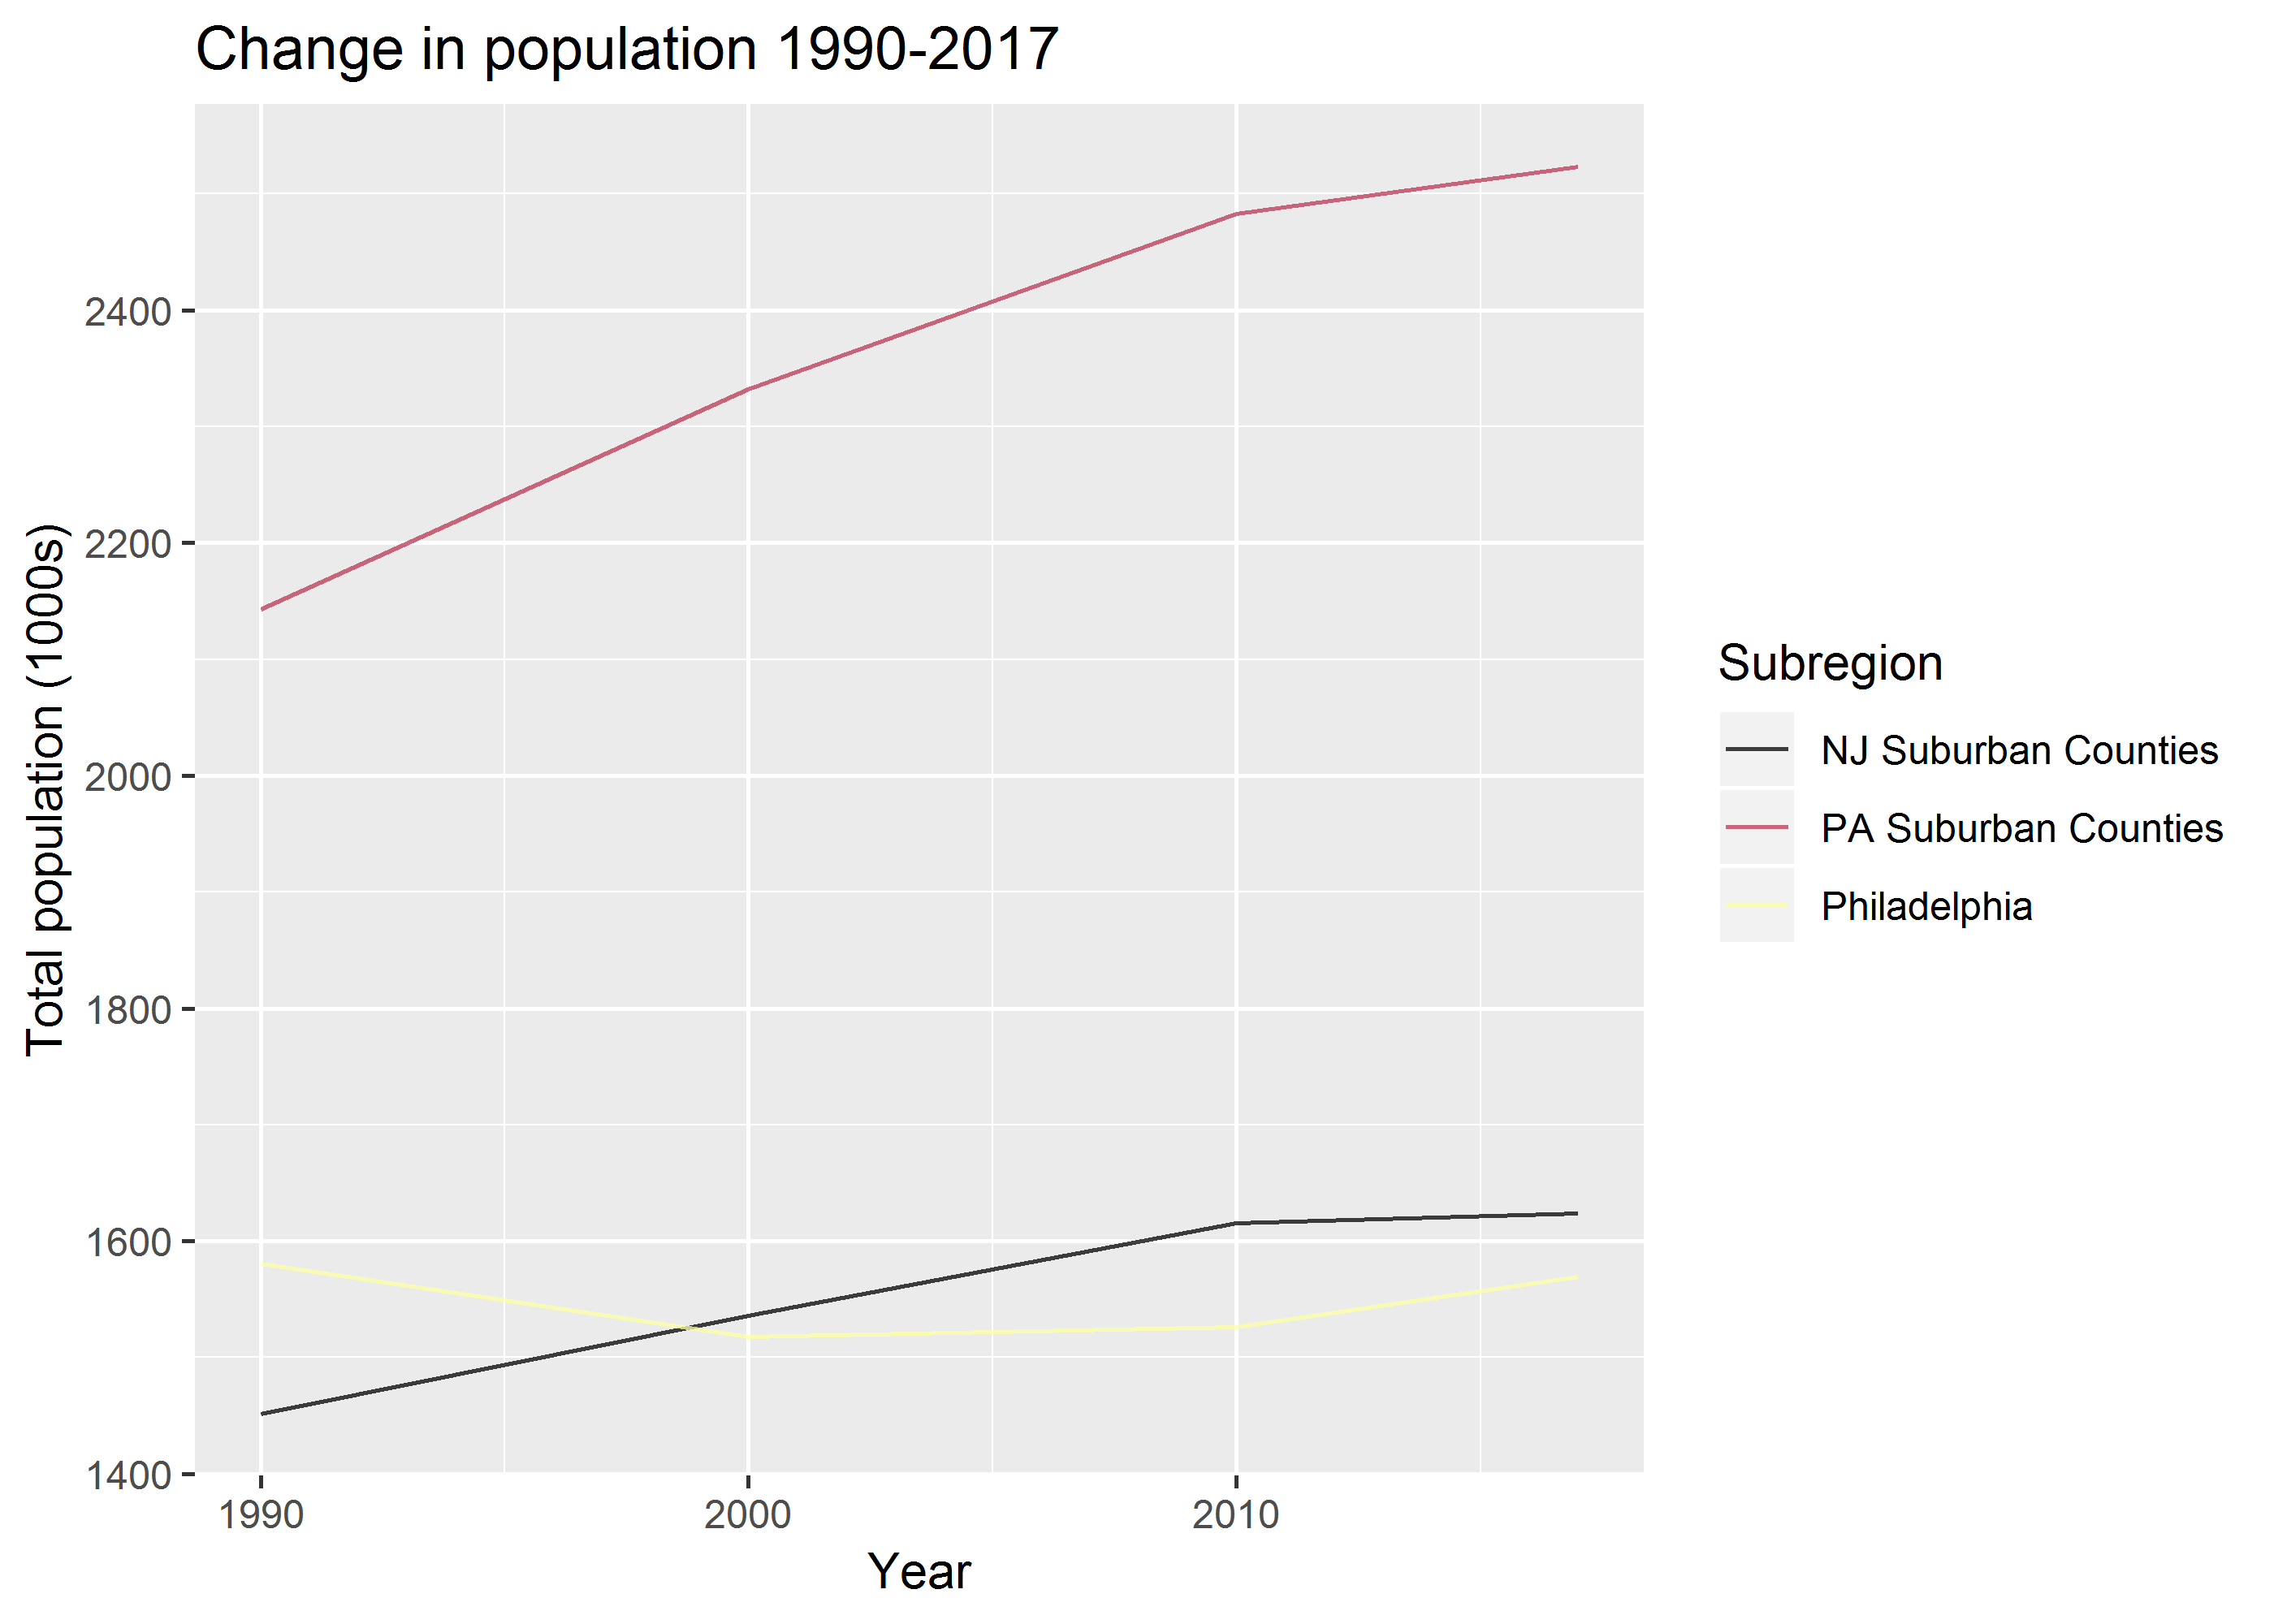 Change in population 1990-2017
Total population (1000s)
2400
2200
2000
1800
1600
1400
1990
2000
2010
Year
Subregion
NJ Suburban Counties
PA Suburban Counties
Philadelphia